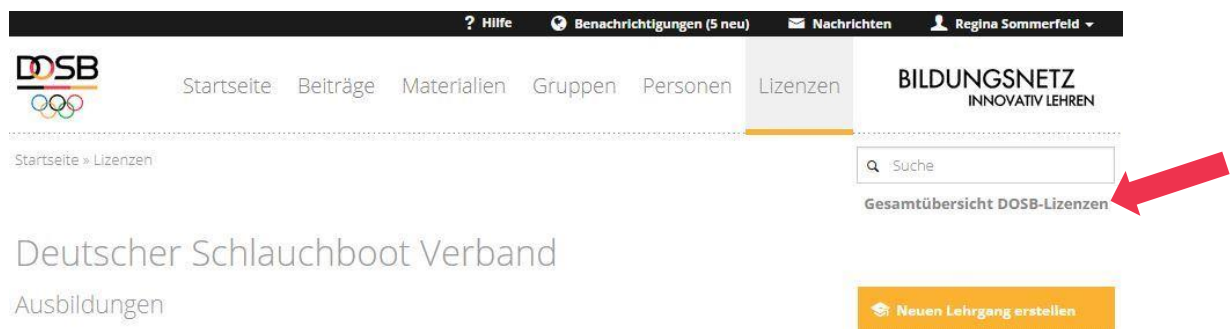 ? Hilfe Benachrichtigungen (5 neu) Nachrichten Regina Sommerfeld
DOSB
Startseite Beiträge Materialien Gruppen Personen Lizenzen
BILDUNGSNETZ
INNOVATIV LEHREN
Startseite » Lizenzen
Suche
Gesamtübersicht DOSB-Lizenzen
Deutscher Schlauchboot Verband
Ausbildungen
Neuen Lehrgang erstellen